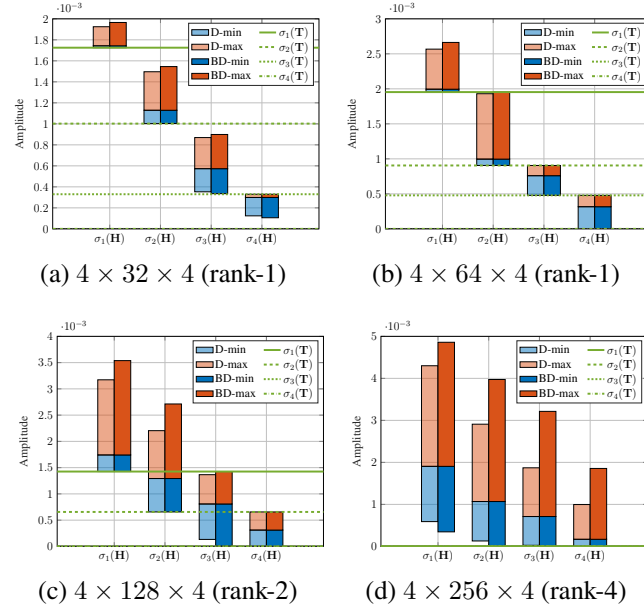 ·10⁻³
2
1.8
1.6
1.4
1.2
1
0.8
0.6
0.4
0.2
0
Amplitude
D-min
D-max
BD-min
BD-max
σ₁(T)
σ₂(T)
σ₃(T)
σ₄(T)
σ₁(H) σ₂(H) σ₃(H) σ₄(H)
(a) 4 × 32 × 4 (rank-1)
·10⁻³
3
2.5
2
1.5
1
0.5
0
Amplitude
D-min
D-max
BD-min
BD-max
σ₁(T)
σ₂(T)
σ₃(T)
σ₄(T)
σ₁(H) σ₂(H) σ₃(H) σ₄(H)
(b) 4 × 64 × 4 (rank-1)
·10⁻³
4
3.5
3
2.5
2
1.5
1
0.5
0
Amplitude
D-min
D-max
BD-min
BD-max
σ₁(T)
σ₂(T)
σ₃(T)
σ₄(T)
σ₁(H) σ₂(H) σ₃(H) σ₄(H)
(c) 4 × 128 × 4 (rank-2)
·10⁻³
5
4
3
2
1
0
Amplitude
D-min
D-max
BD-min
BD-max
σ₁(T)
σ₂(T)
σ₃(T)
σ₄(T)
σ₁(H) σ₂(H) σ₃(H) σ₄(H)
(d) 4 × 256 × 4 (rank-4)